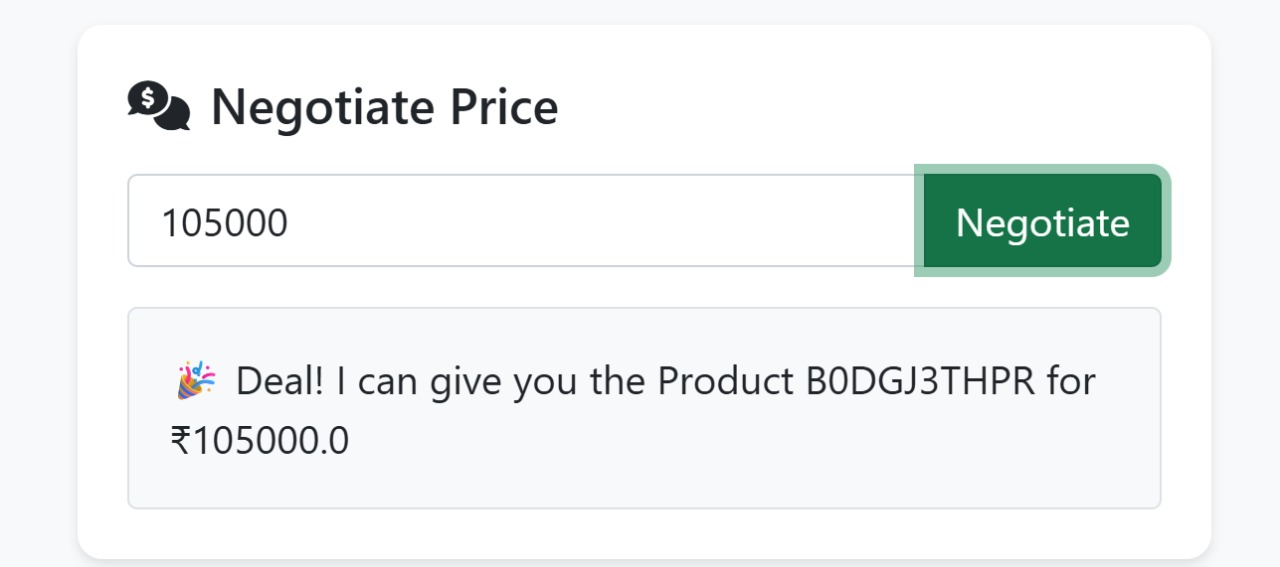 Negotiate Price
105000
Negotiate
🎉 Deal! I can give you the Product B0DGJ3THPR for
₹105000.0